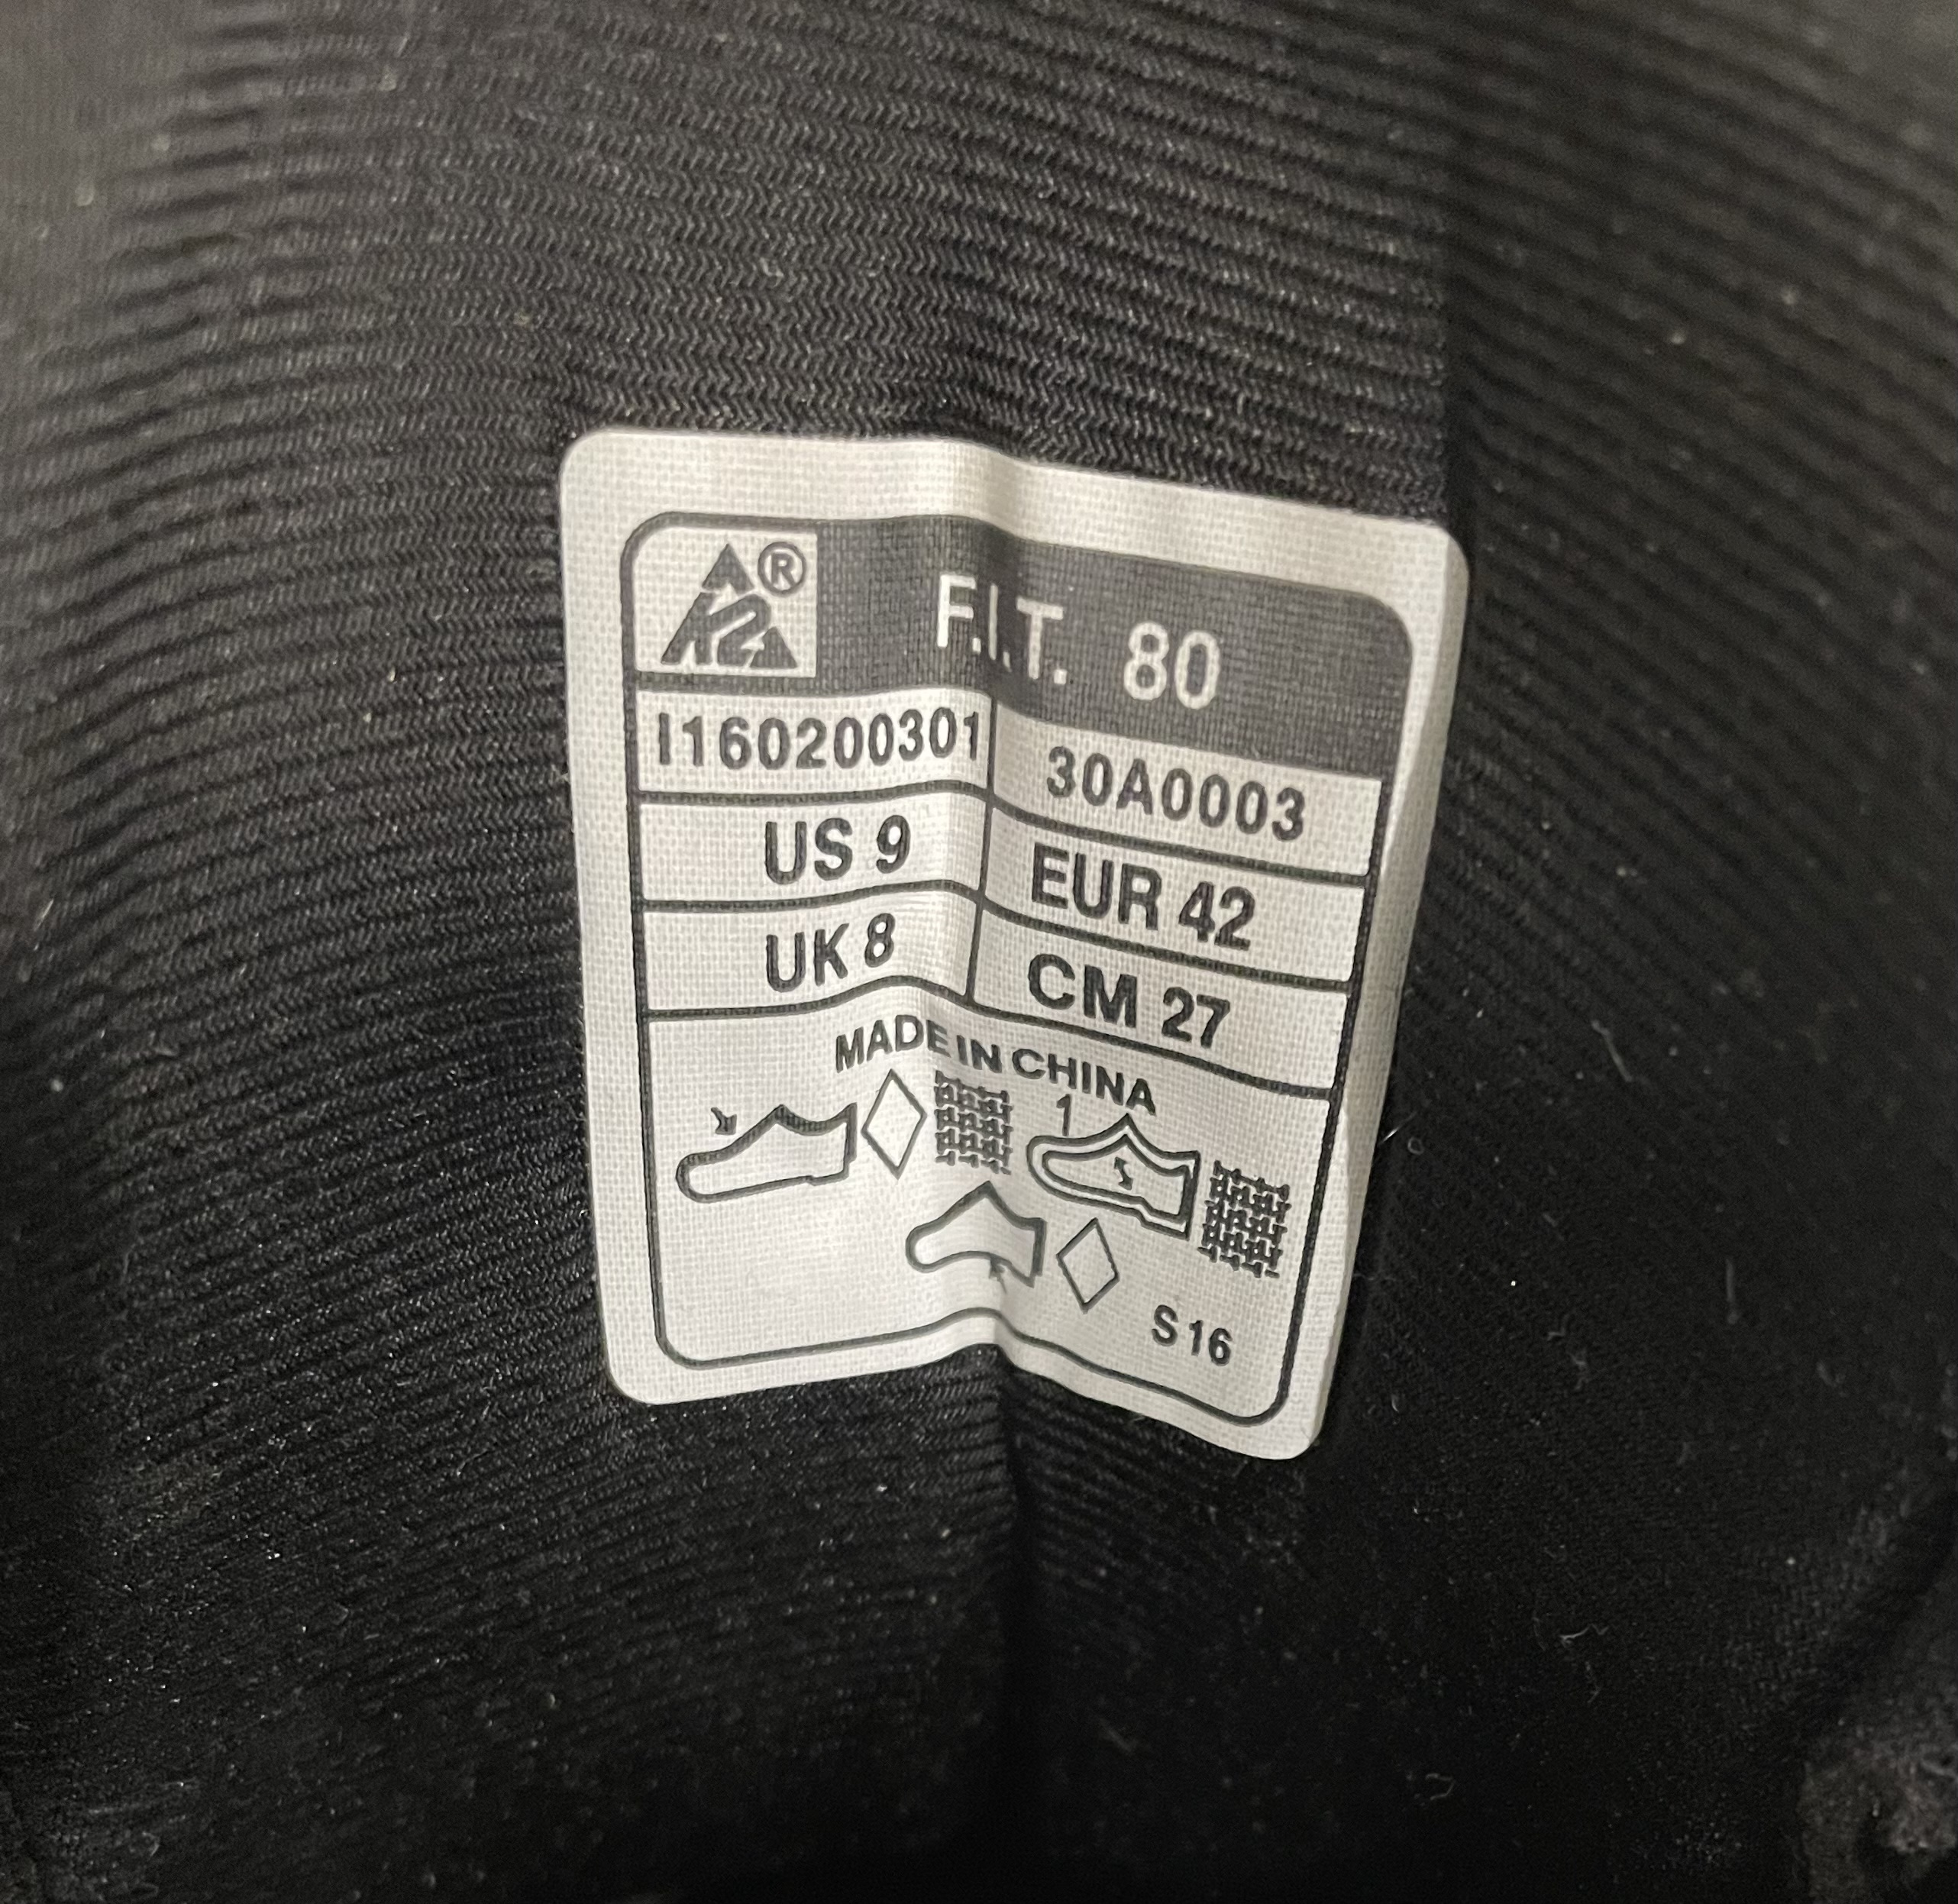 K2® F.I.T. 80
I160200301 30A0003
US 9 EUR 42
UK 8 CM 27
MADE IN CHINA
1
S16